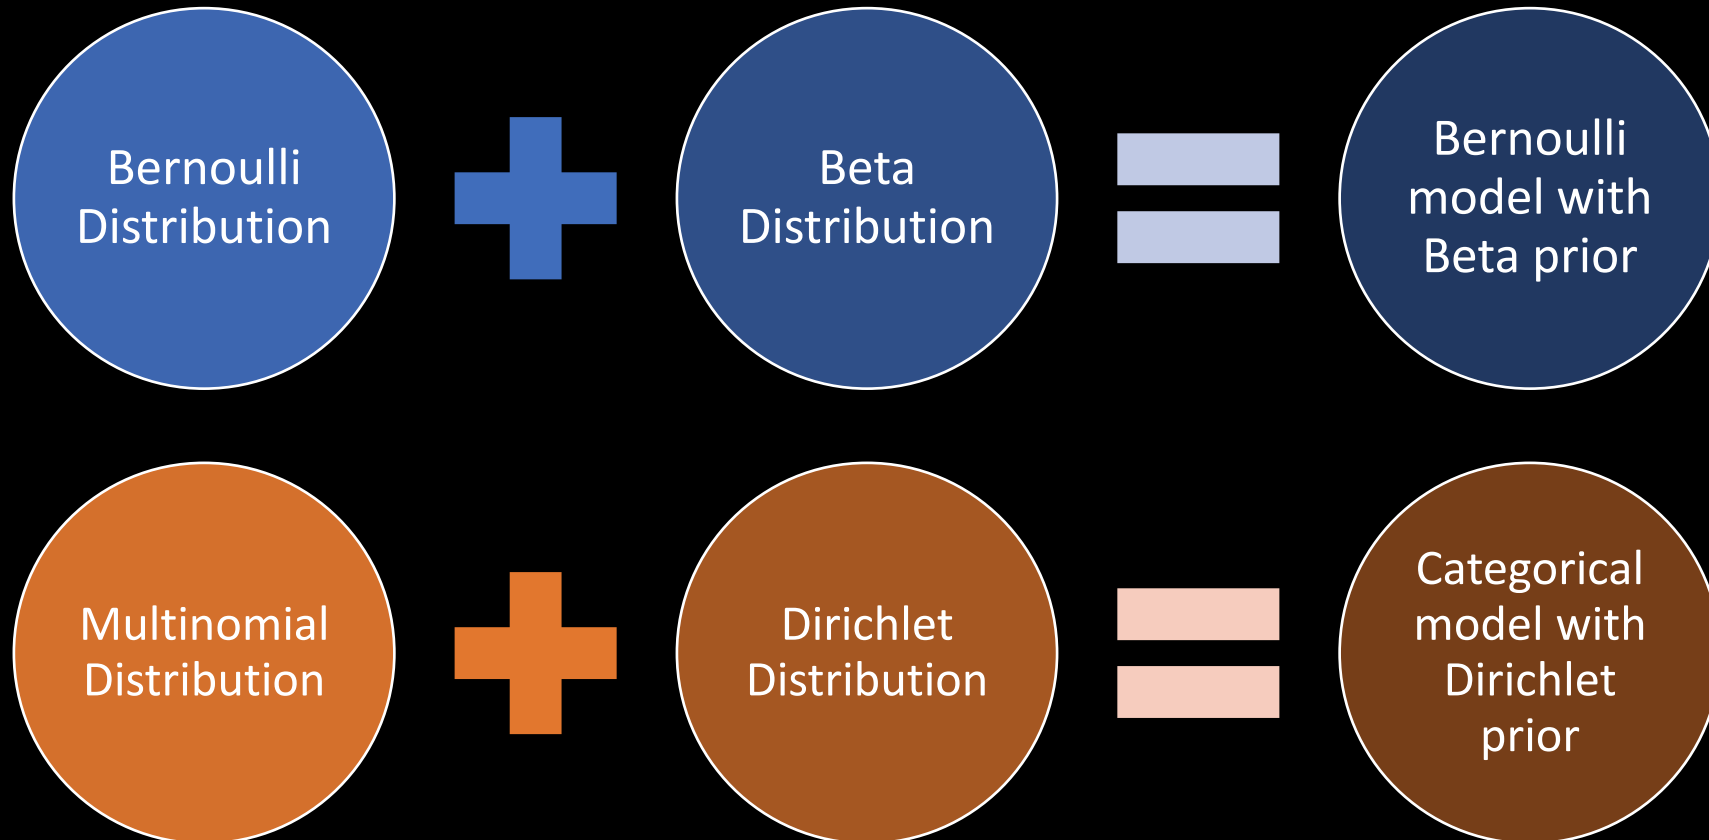 Bernoulli
Distribution
Beta
Distribution
Bernoulli
model with
Beta prior
Multinomial
Distribution
Dirichlet
Distribution
Categorical
model with
Dirichlet
prior